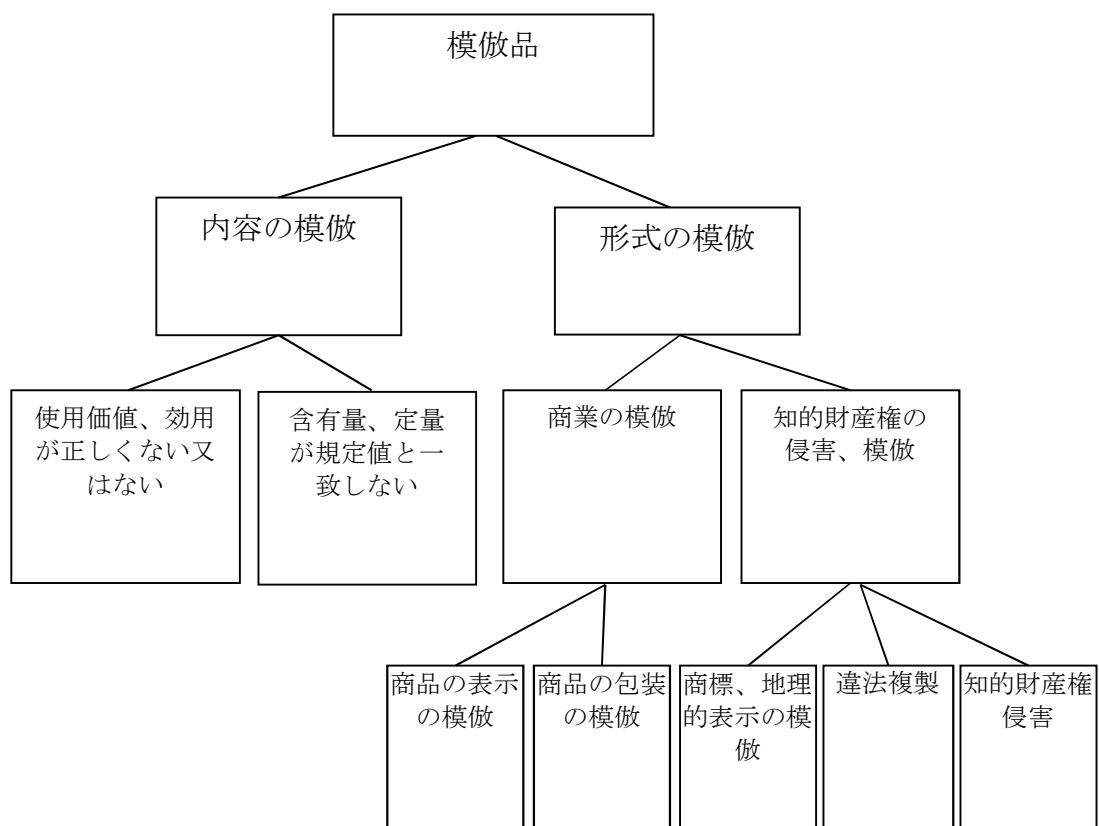 模倣品
内容の模倣
形式の模倣
使用価値、効用
が正しくない又
はない
含有量、定量
が規定値と一
致しない
商業の模倣
知的財産権の
侵害、模倣
商品の表示
の模倣
商品の包装
の模倣
商標、地理
的表示の模
倣
違法複製
知的財産権
侵害